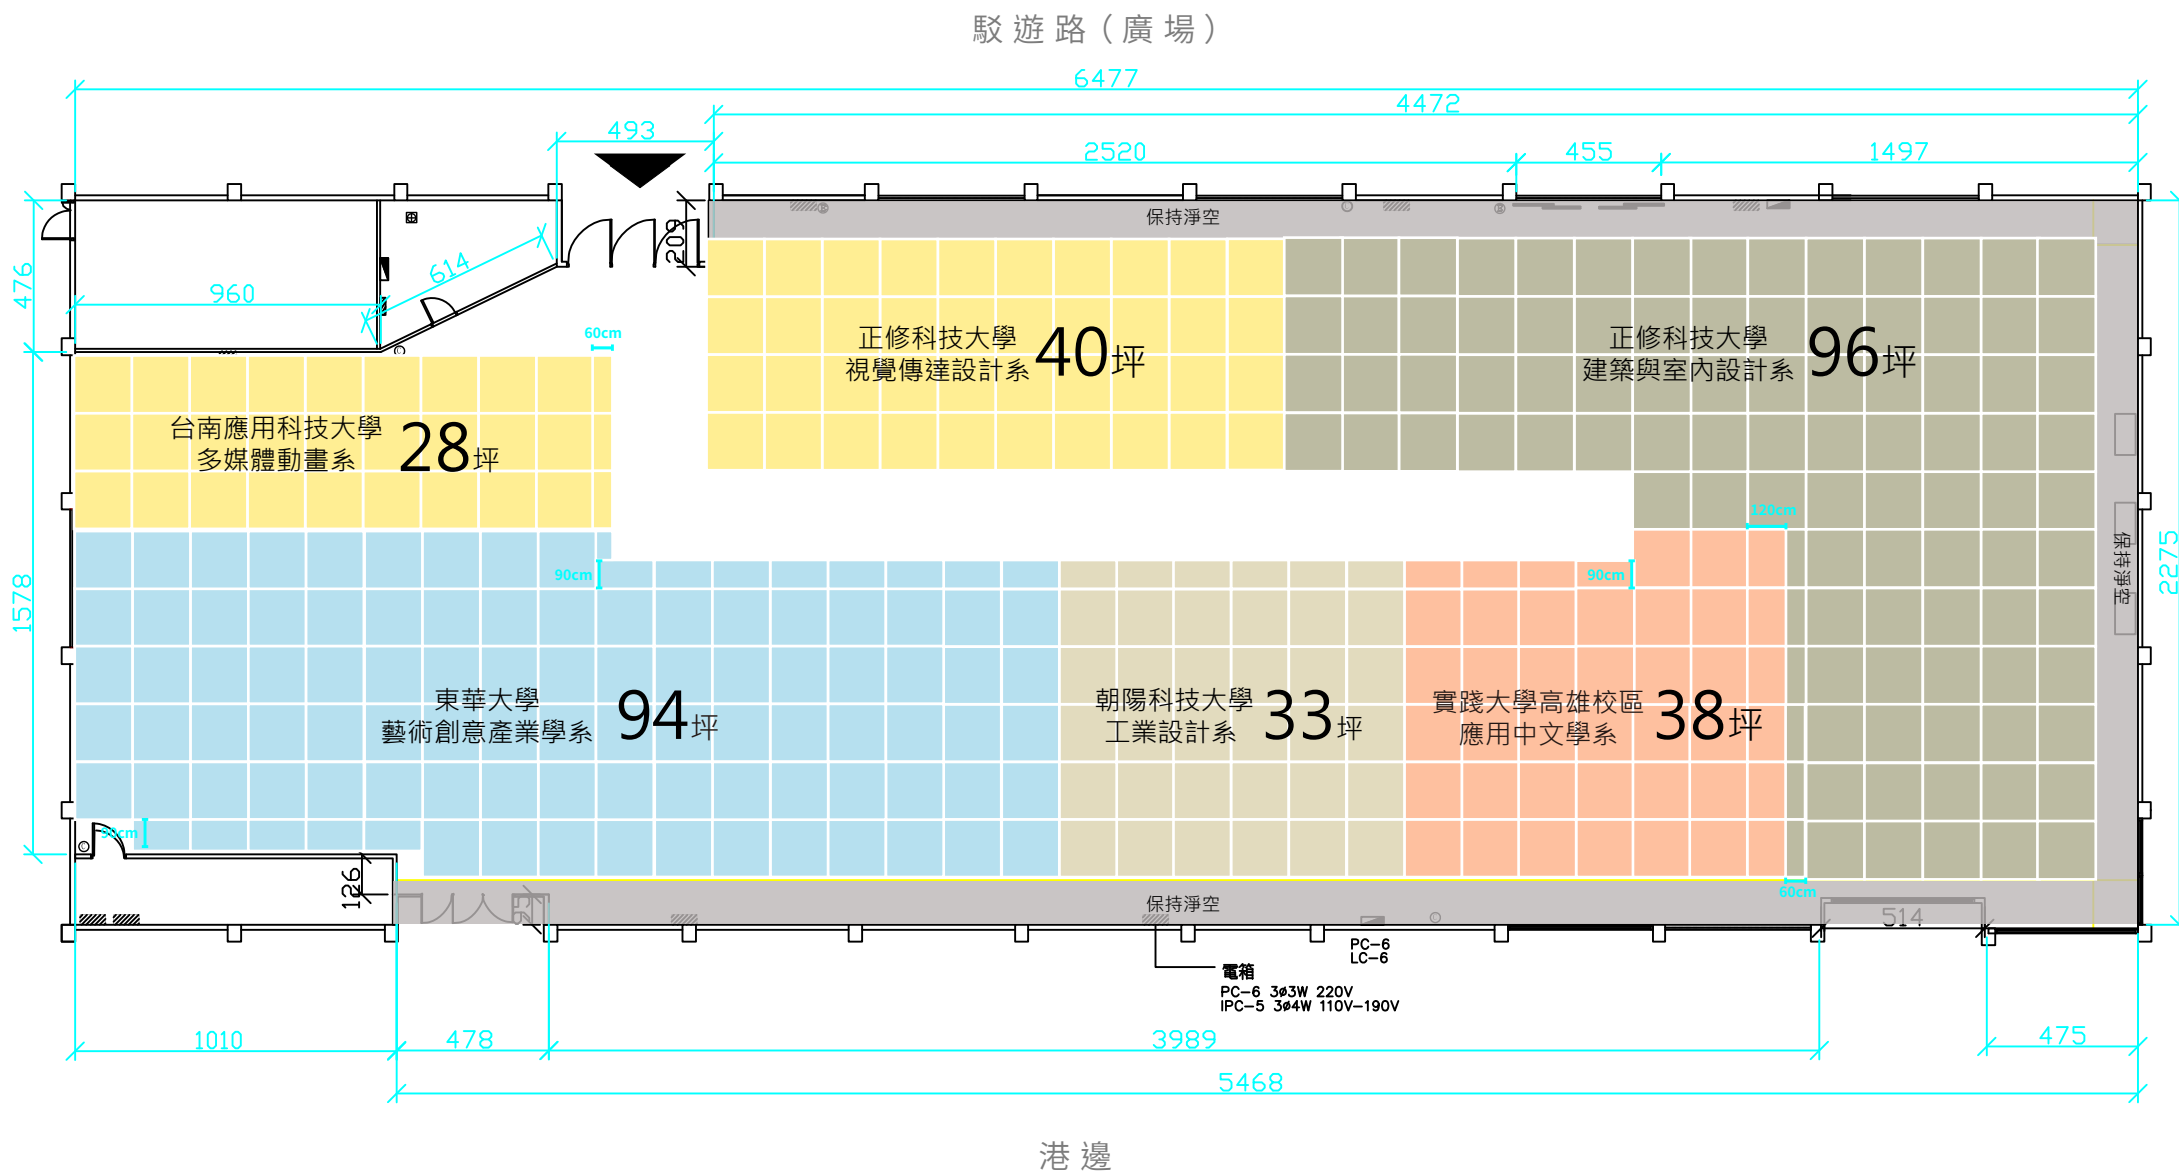 駁遊路(廣場)
6477
4472
493
2520
455
1497
保持淨空
209
476
614
960
60cm
正修科技大學
視覺傳達設計系
40坪
正修科技大學
建築與室內設計系
96坪
台南應用科技大學
多媒體動畫系
28坪
120cm
保持淨空
2275
90cm
90cm
1578
東華大學
藝術創意產業學系
94坪
朝陽科技大學
工業設計系
33坪
實踐大學高雄校區
應用中文學系
38坪
90cm
126
60cm
保持淨空
514
PC-6
LC-6
電箱
PC-6 3ø3W 220V
IPC-5 3ø4W 110V-190V
1010
478
3989
475
5468
港邊